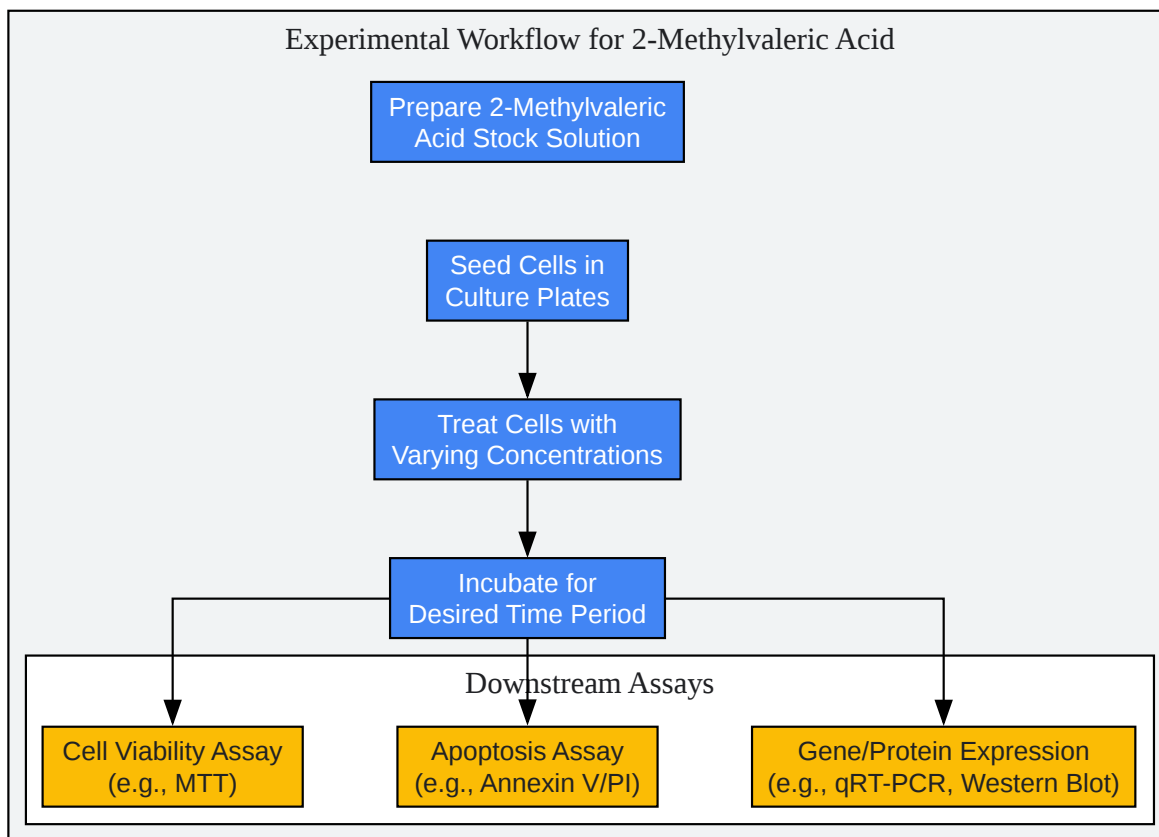 Experimental Workflow for 2-Methylvaleric Acid
Prepare 2-Methylvaleric
Acid Stock Solution
Seed Cells in
Culture Plates
Treat Cells with
Varying Concentrations
Incubate for
Desired Time Period
Downstream Assays
Cell Viability Assay
(e.g., MTT)
Apoptosis Assay
(e.g., Annexin V/PI)
Gene/Protein Expression
(e.g., qRT-PCR, Western Blot)